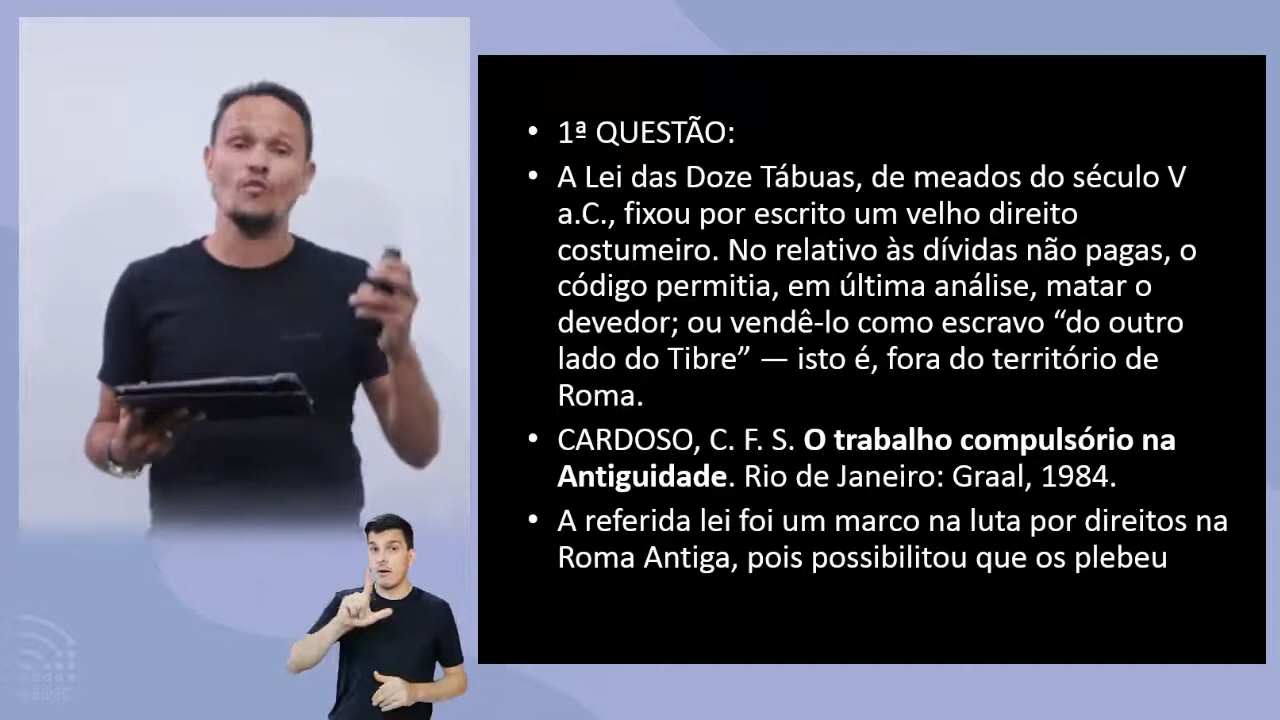 • 1ª QUESTÃO:
• A Lei das Doze Tábuas, de meados do século V
a.C., fixou por escrito um velho direito
costumeiro. No relativo às dívidas não pagas, o
código permitia, em última análise, matar o
devedor; ou vendê-lo como escravo “do outro
lado do Tibre” — isto é, fora do território de
Roma.
• CARDOSO, C. F. S. O trabalho compulsório na
Antiguidade. Rio de Janeiro: Graal, 1984.
• A referida lei foi um marco na luta por direitos na
Roma Antiga, pois possibilitou que os plebeu